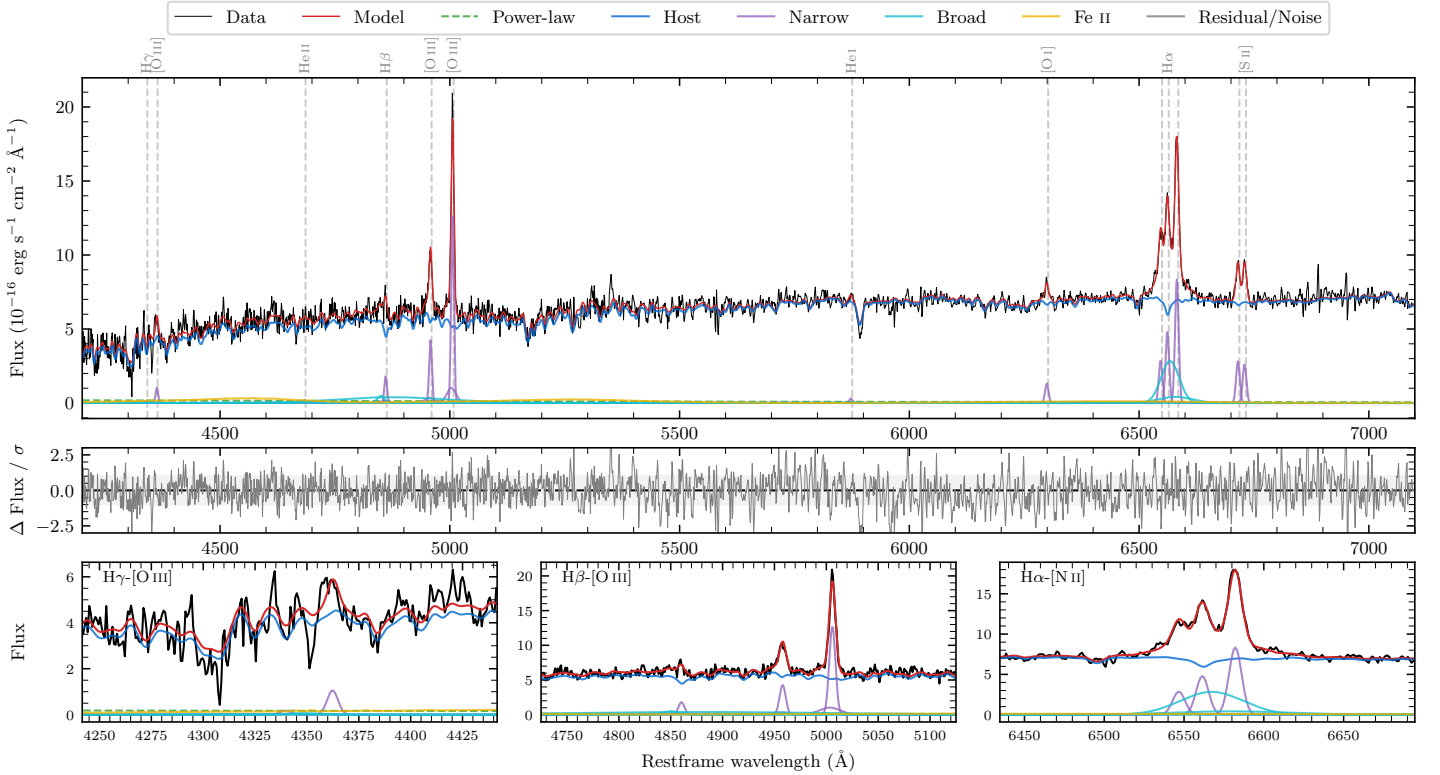 Data Model Power-law Host Narrow Broad Fe II Residual/Noise
Hγ [O III] He II Hβ [O III] [O III] He I [O I] Hα [S II]
Flux (10⁻¹⁶ erg s⁻¹ cm⁻² Å⁻¹)
20
15
10
5
0
4500 5000 5500 6000 6500 7000
Δ Flux / σ
2.5
0.0
−2.5
4500 5000 5500 6000 6500 7000
Flux
Hγ-[O III]
6
4
2
0
4250 4275 4300 4325 4350 4375 4400 4425
Hβ-[O III]
20
15
10
5
0
4750 4800 4850 4900 4950 5000 5050 5100
Hα-[N II]
15
10
5
0
6450 6500 6550 6600 6650
Restframe wavelength (Å)